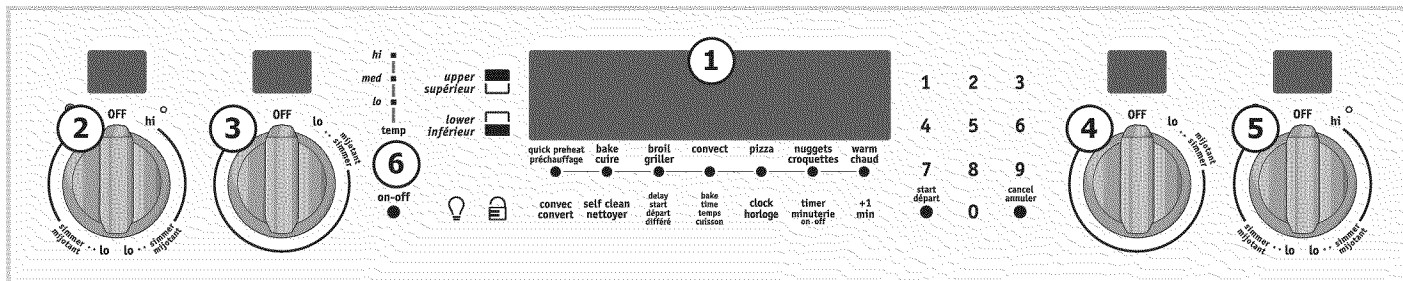 2
OFF
hi
simmer
mijotant
lo
lo
simmer
mijotant
3
OFF
lo
mijotant
simmer
hi
med
lo
temp
6
on-off
upper
supérieur
lower
inférieur
1
quick preheat
préchauffage
bake
cuire
broil
griller
convect
pizza
nuggets
croquettes
warm
chaud
convec
convert
self clean
nettoyer
delay
start
départ
différé
bake
time
temps
cuisson
clock
horloge
timer
minuterie
on·off
+1
min
1 2 3
4 5 6
7 8 9
start
départ
0
cancel
annuler
4
OFF
lo
mijotant
simmer
5
OFF
hi
simmer
mijotant
lo
lo
simmer
mijotant